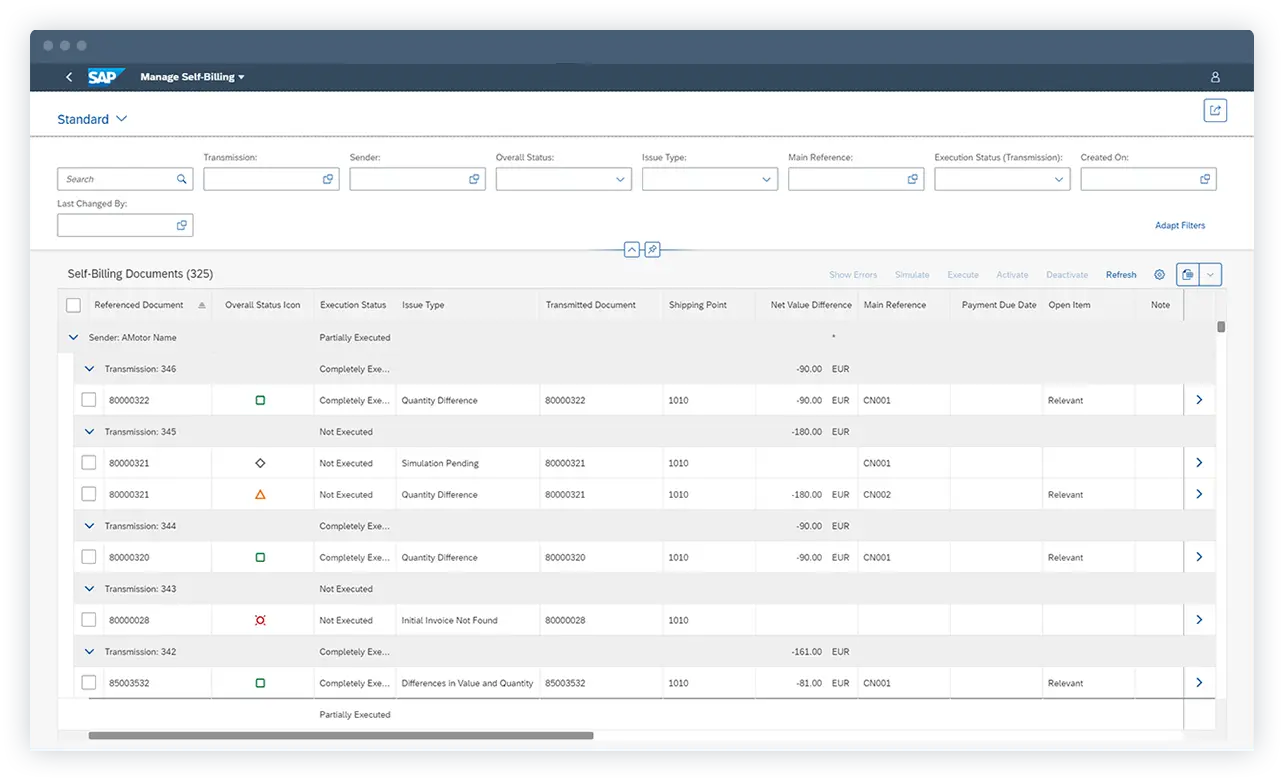 SAP Manage Self-Billing
Standard
Transmission: Sender: Overall Status: Issue Type: Main Reference: Execution Status (Transmission): Created On:
Search
Last Changed By:
Adapt Filters
Self-Billing Documents (325) Show Errors Simulate Execute Activate Deactivate Refresh
Referenced Document Overall Status Icon Execution Status Issue Type Transmitted Document Shipping Point Net Value Difference Main Reference Payment Due Date Open Item Note
Sender: AMotor Name Partially Executed *
Transmission: 346 Completely Exe... -90.00 EUR
80000322 Completely Exe... Quantity Difference 80000322 1010 -90.00 EUR CN001 Relevant
Transmission: 345 Not Executed -180.00 EUR
80000321 Not Executed Simulation Pending 80000321 1010 CN001
80000321 Not Executed Quantity Difference 80000321 1010 -180.00 EUR CN002 Relevant
Transmission: 344 Completely Exe... -90.00 EUR
80000320 Completely Exe... Quantity Difference 80000320 1010 -90.00 EUR CN001 Relevant
Transmission: 343 Not Executed
80000028 Not Executed Initial Invoice Not Found 80000028 1010
Transmission: 342 Completely Exe... -161.00 EUR
85003532 Completely Exe... Differences in Value and Quantity 85003532 1010 -81.00 EUR CN001 Relevant
Partially Executed